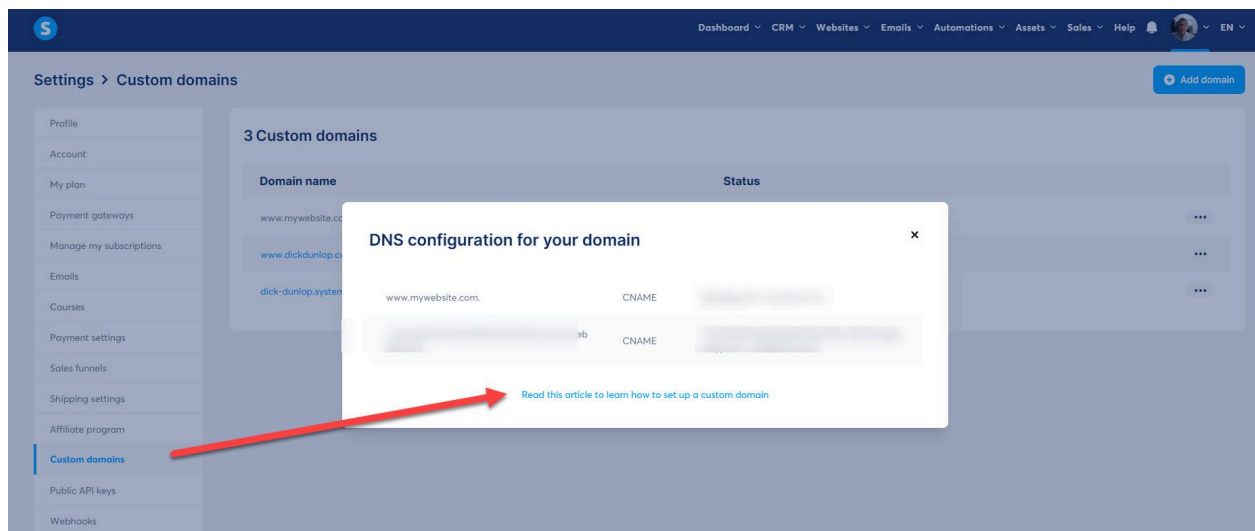 S
Dashboard CRM Websites Emails Automations Assets Sales Help EN
Settings > Custom domains
Add domain
Profile
Account
My plan
Payment gateways
Manage my subscriptions
Emails
Courses
Payment settings
Sales funnels
Shipping settings
Affiliate program
Custom domains
Public API keys
Webhooks
3 Custom domains
Domain name Status
www.mywebsite.co
www.dickdunlop.co
dick-dunlop.system
DNS configuration for your domain
www.mywebsite.com. CNAME
eb CNAME
Read this article to learn how to set up a custom domain